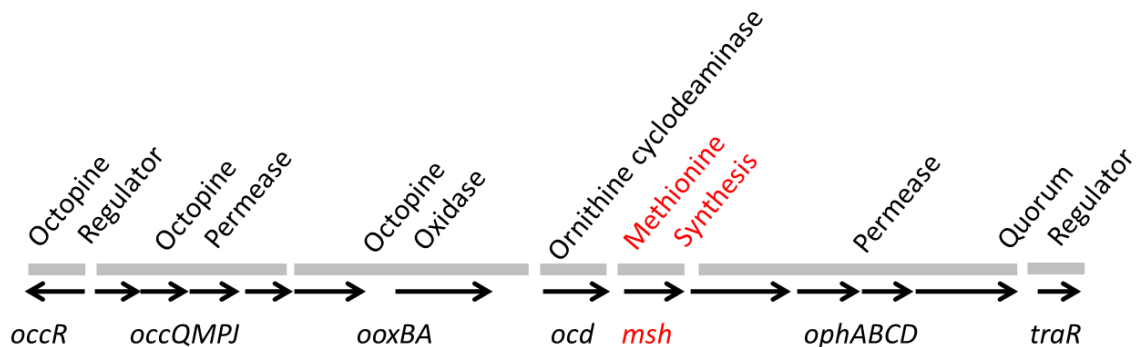 Octopine
Regulator
Octopine
Permease
Octopine
Oxidase
Ornithine cyclodeaminase
Methionine
Synthesis
Permease
Quorum
Regulator
occR
occQMPJ
ooxBA
ocd
msh
ophABCD
traR